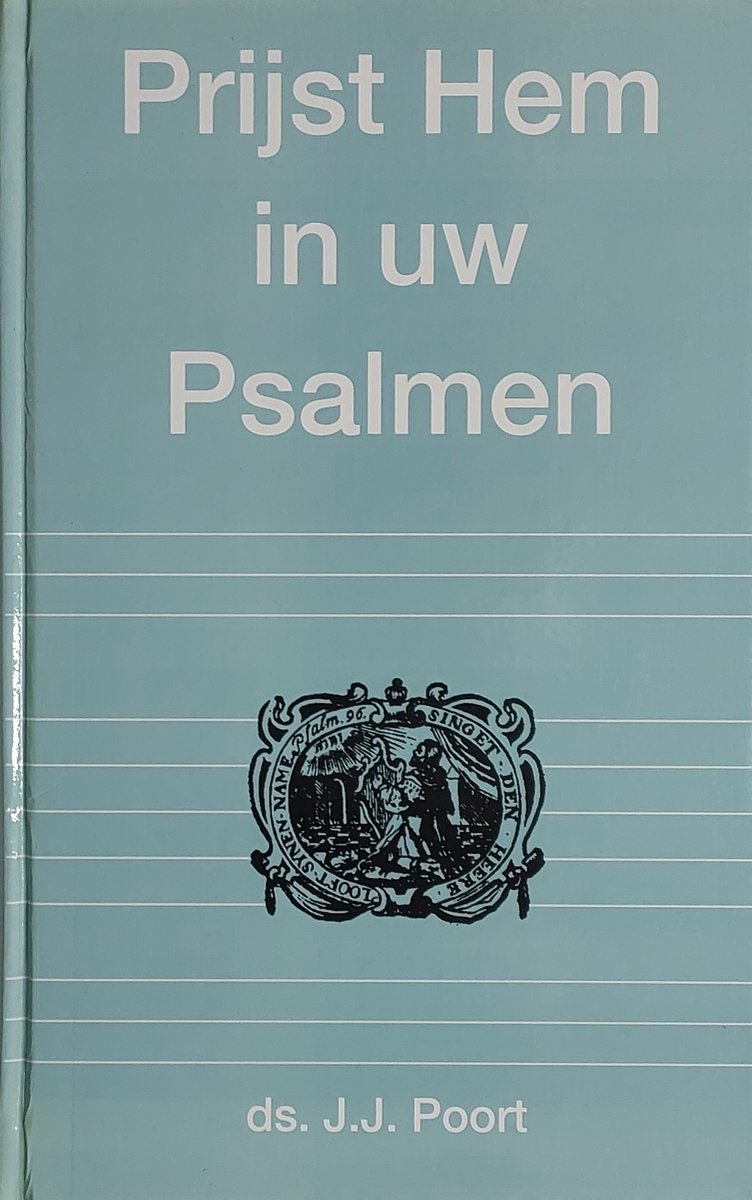 Prijst Hem
in uw
Psalmen
Psalm. 96.
SINGET · DEN · HEERE ·
LOOFT · SYNEN · NAME
ds. J.J. Poort